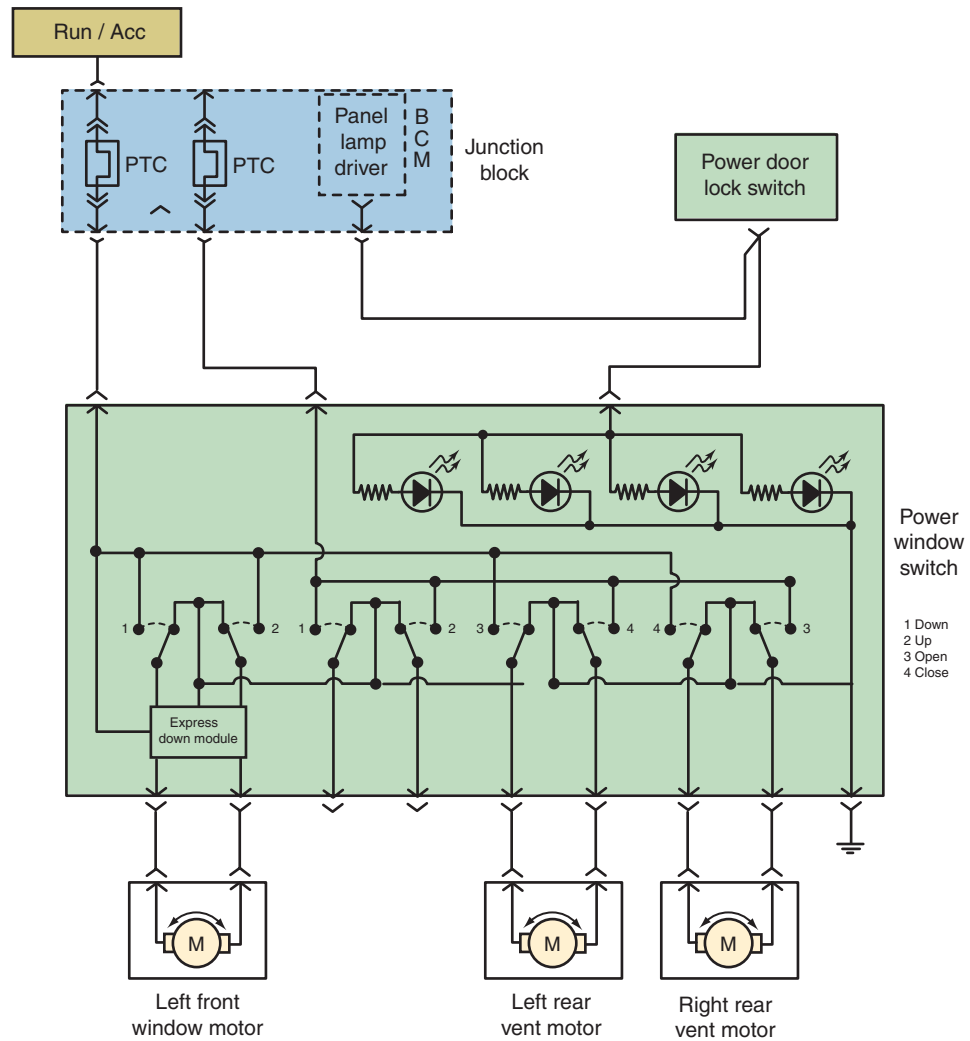 Run / Acc
PTC
PTC
Panel
lamp
driver
B
C
M
Junction
block
Power door
lock switch
Power
window
switch
1 Down
2 Up
3 Open
4 Close
1
2
1
2
3
4
4
3
Express
down module
M
M
M
Left front
window motor
Left rear
vent motor
Right rear
vent motor